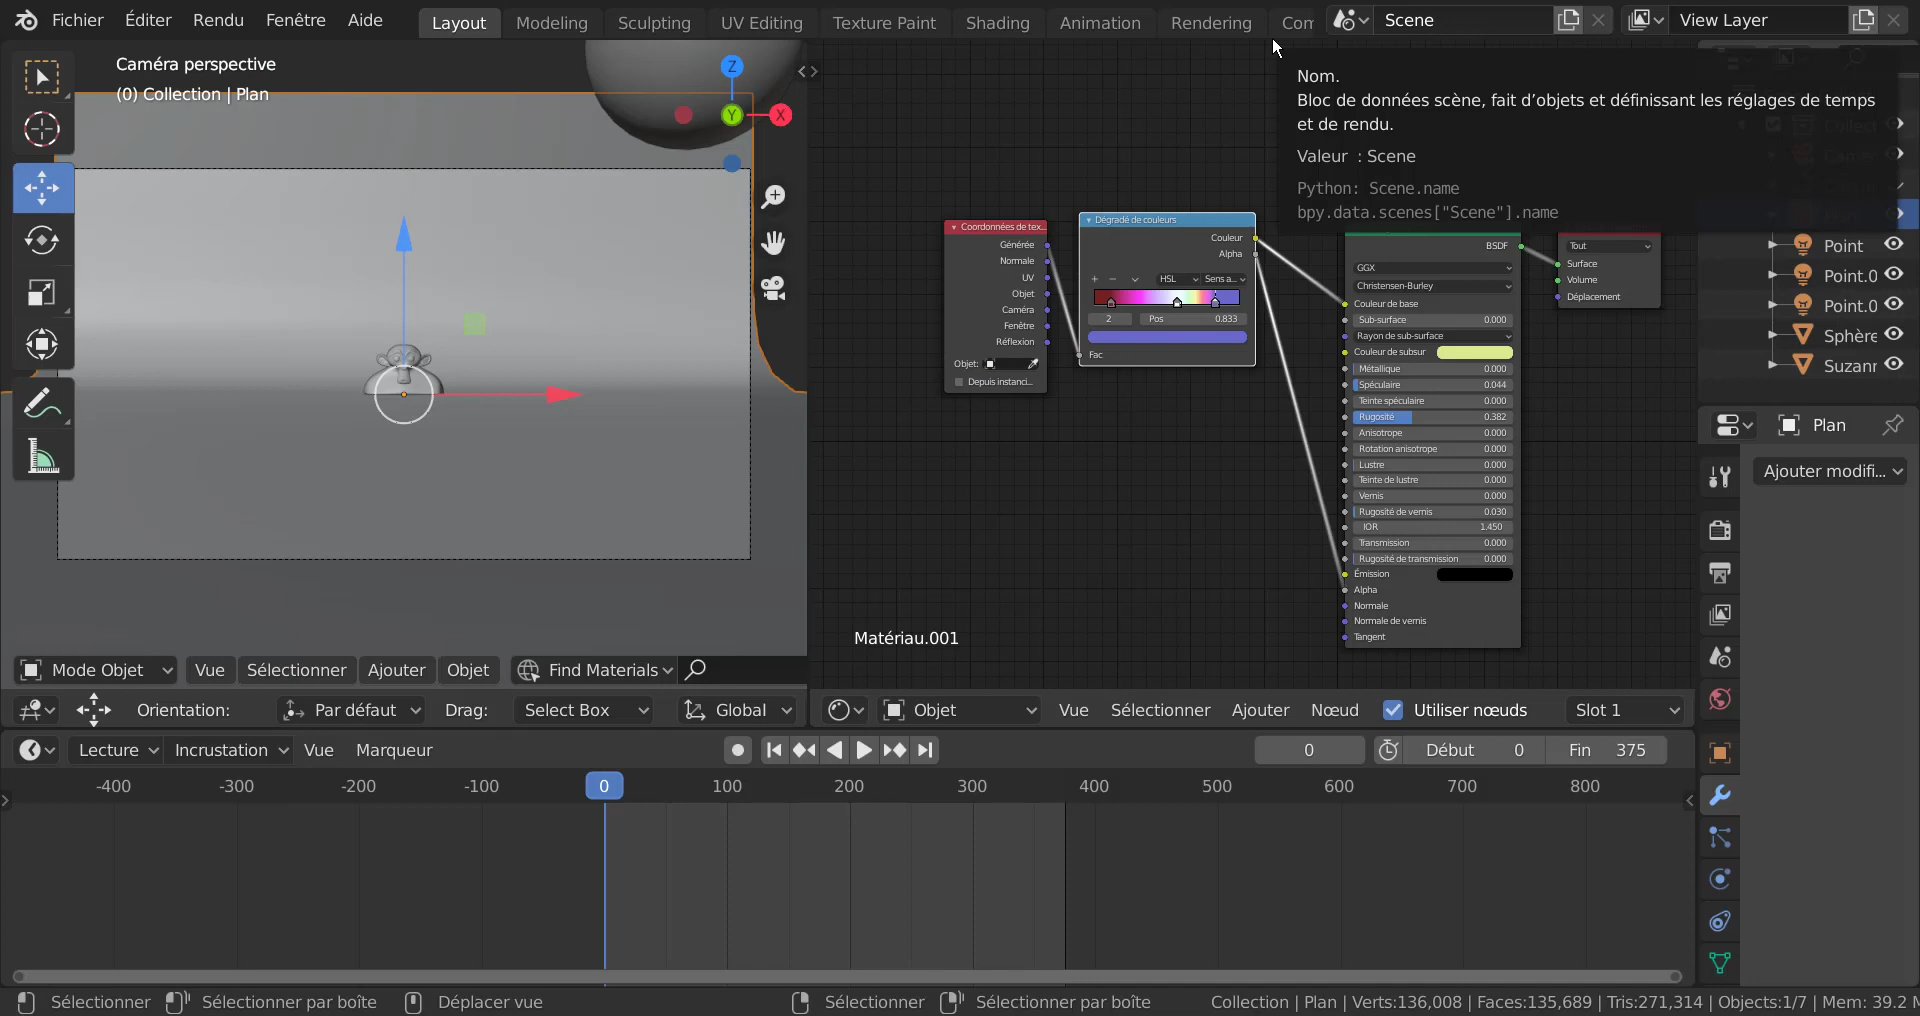 Fichier Éditer Rendu Fenêtre Aide Layout Modeling Sculpting UV Editing Texture Paint Shading Animation Rendering Com Scene View Layer
Caméra perspective
(0) Collection | Plan
Z
Y
X
Nom.
Bloc de données scène, fait d’objets et définissant les réglages de temps
et de rendu.
Valeur : Scene
Python: Scene.name
bpy.data.scenes["Scene"].name
Coordonnées de tex...
Générée
Normale
UV
Objet
Caméra
Fenêtre
Réflexion
Objet:
Depuis instanci...
Dégradé de couleurs
Couleur
Alpha
HSL Sens a...
2 Pos 0.833
Fac
BSDF
GGX
Christensen-Burley
Couleur de base
Sub-surface 0.000
Rayon de sub-surface
Couleur de subsur
Métallique 0.000
Spéculaire 0.044
Teinte spéculaire 0.000
Rugosité 0.382
Anisotrope 0.000
Rotation anisotrope 0.000
Lustre 0.000
Teinte de lustre 0.000
Vernis 0.000
Rugosité de vernis 0.030
IOR 1.450
Transmission 0.000
Rugosité de transmission 0.000
Émission
Alpha
Normale
Normale de vernis
Tangent
Tout
Surface
Volume
Déplacement
Matériau.001
Collect
Point
Point.0
Point.0
Sphère
Suzanr
Plan
Ajouter modifi...
Mode Objet Vue Sélectionner Ajouter Objet Find Materials
Orientation: Par défaut Drag: Select Box Global
Objet Vue Sélectionner Ajouter Nœud Utiliser nœuds Slot 1
Lecture Incrustation Vue Marqueur 0 Début 0 Fin 375
-400 -300 -200 -100 0 100 200 300 400 500 600 700 800
Sélectionner Sélectionner par boîte Déplacer vue Sélectionner Sélectionner par boîte Collection | Plan | Verts:136,008 | Faces:135,689 | Tris:271,314 | Objects:1/7 | Mem: 39.2 M